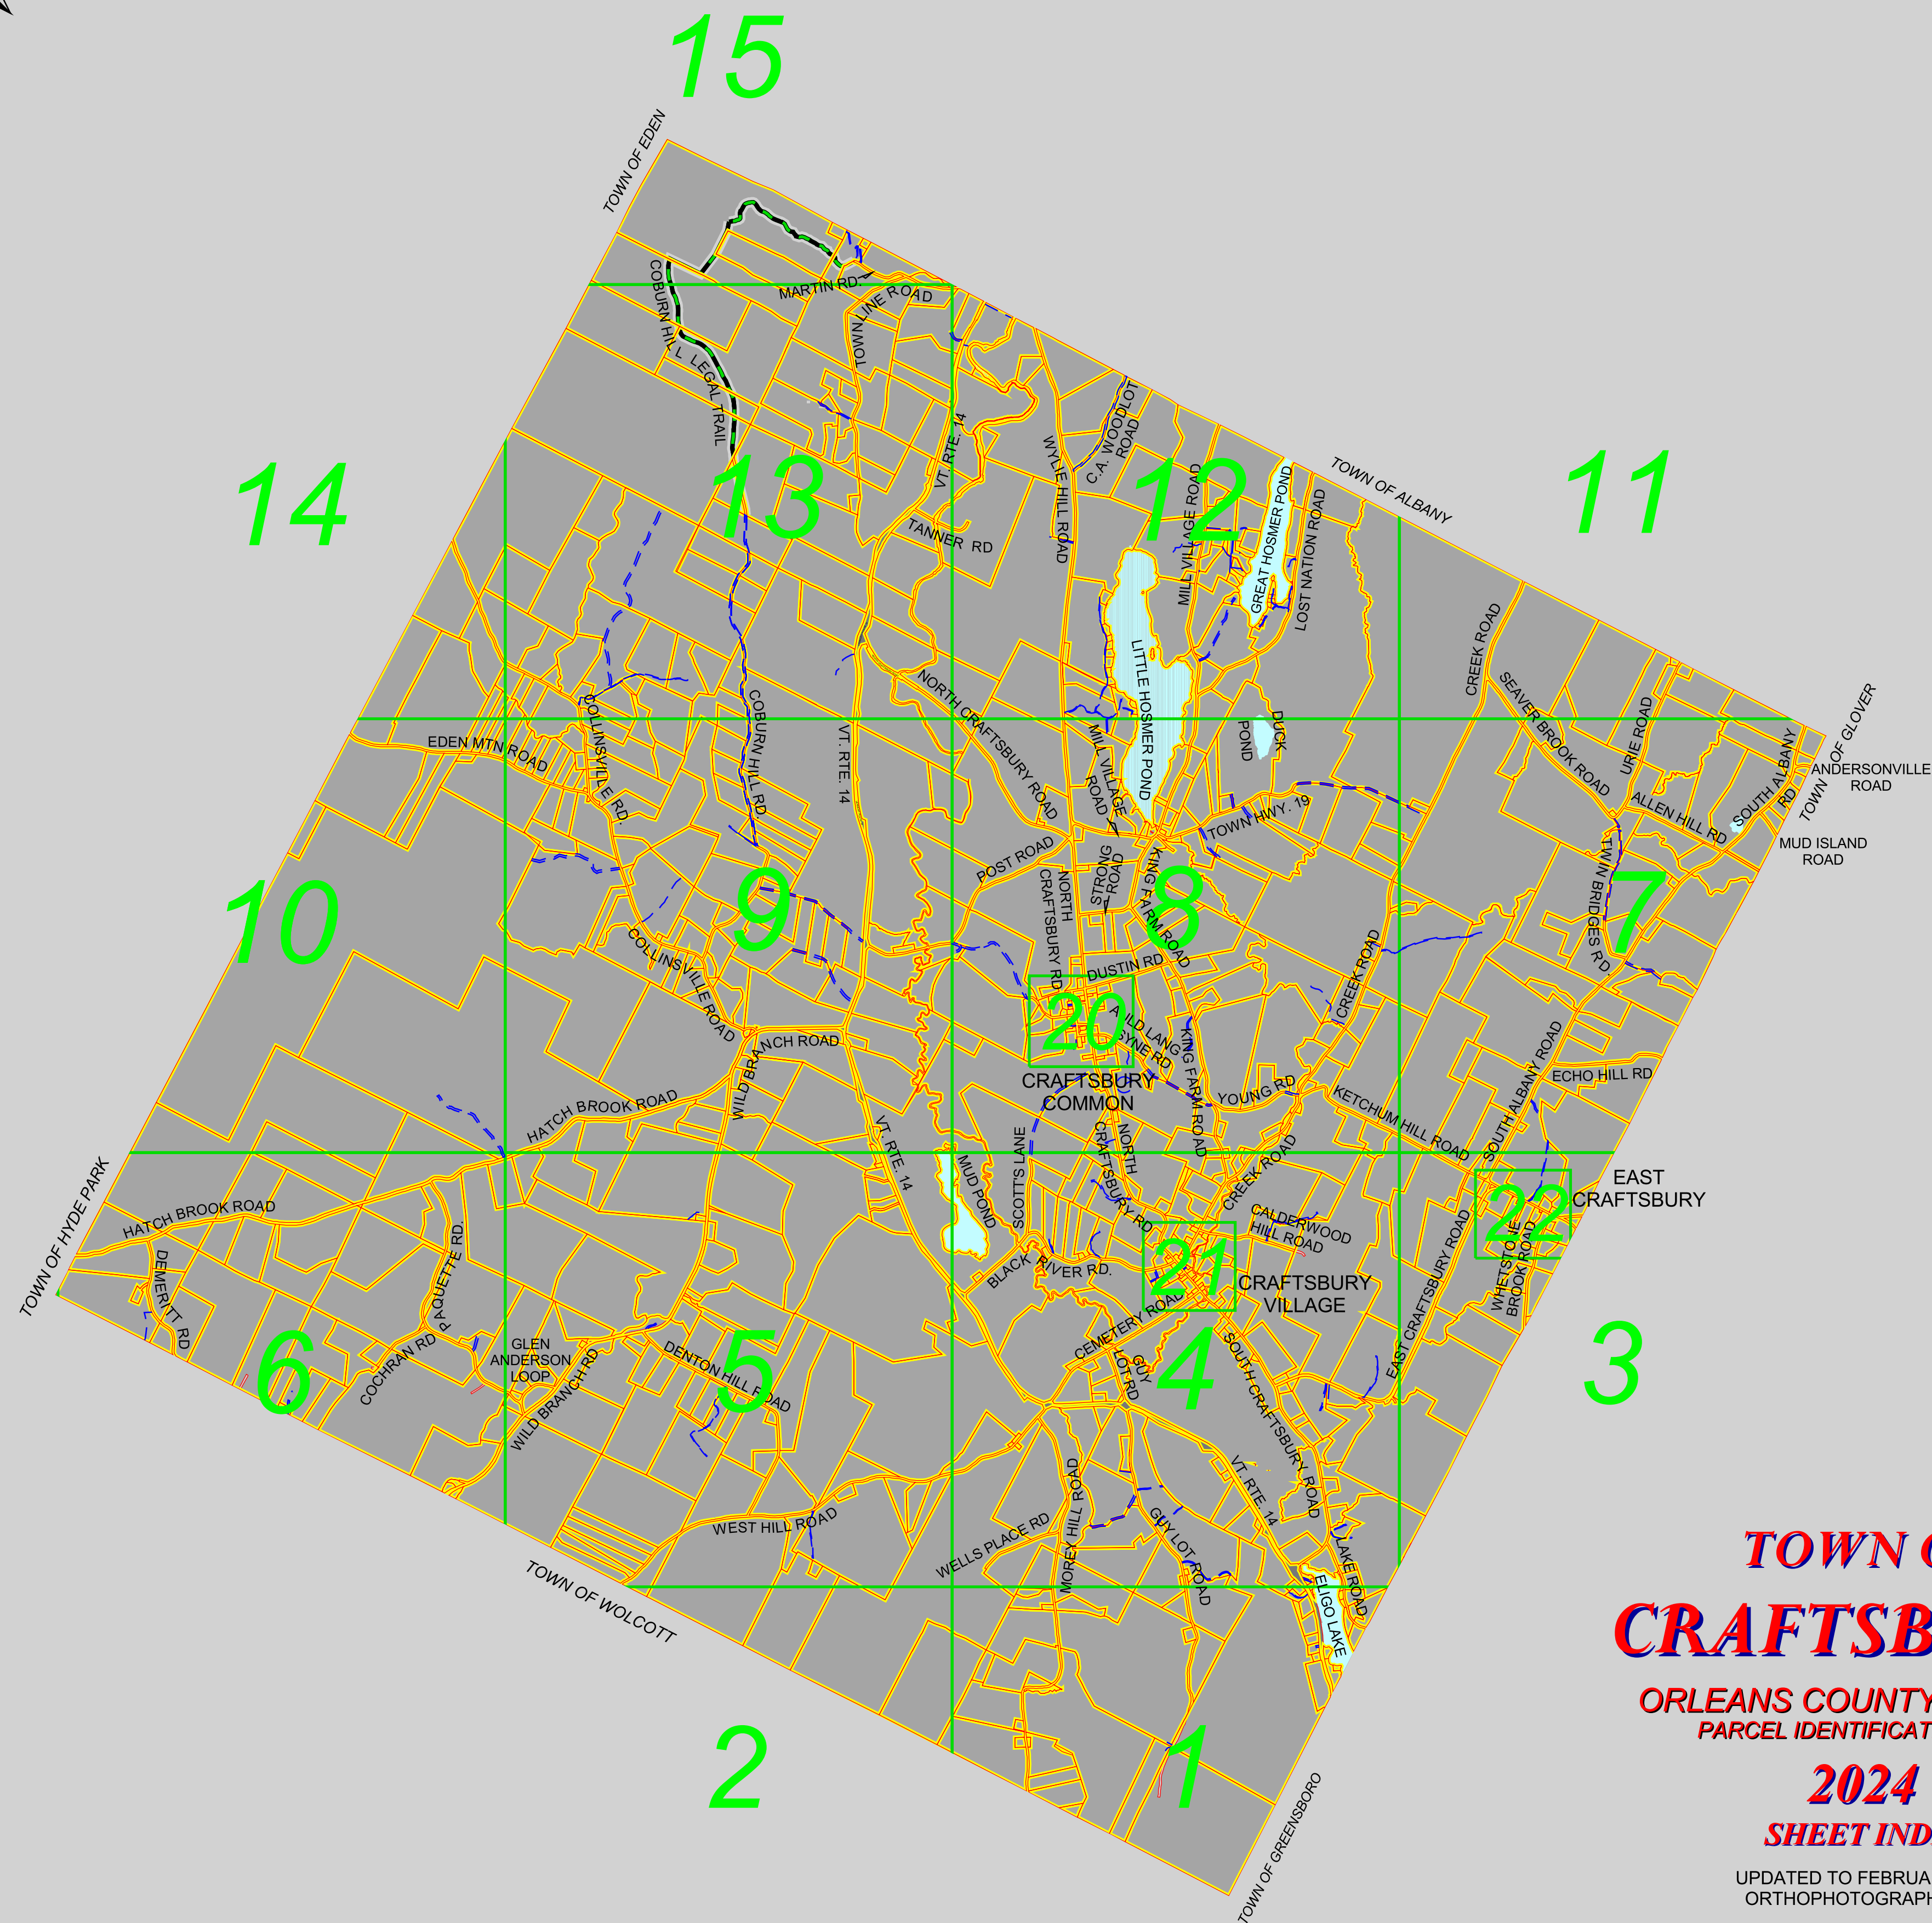 15
TOWN OF EDEN
COBURN HILL LEGAL TRAIL
MARTIN RD.
TOWN LINE ROAD
14
13
VT. RTE. 14
TANNER RD
WYLIE HILL ROAD
C.A. WOODLOT
ROAD
12
MILL VILLAGE ROAD
GREAT HOSMER POND
LOST NATION ROAD
TOWN OF ALBANY
11
LITTLE HOSMER POND
DUCK
POND
CREEK ROAD
SEAVER BROOK ROAD
URIE ROAD
TOWN OF GLOVER
SOUTH ALBANY
RD
ANDERSONVILLE
ROAD
ALLEN HILL RD
MUD ISLAND
ROAD
TWIN BRIDGES RD.
7
EDEN MTN ROAD
COLLINSVILLE RD.
COBURN HILL RD.
VT. RTE. 14
NORTH CRAFTSBURY ROAD
MILL VILLAGE
ROAD
TOWN HWY. 19
POST ROAD
STRONG
ROAD
KING FARM ROAD
8
NORTH
CRAFTSBURY RD
10
9
COLLINSVILLE ROAD
DUSTIN RD
CREEK ROAD
20
AULD LANG
SYNE RD
KING FARM ROAD
CRAFTSBURY
COMMON
YOUNG RD
KETCHUM HILL ROAD
SOUTH ALBANY ROAD
ECHO HILL RD
WILD BRANCH ROAD
HATCH BROOK ROAD
VT. RTE. 14
MUD POND
SCOTT'S LANE
NORTH
CRAFTSBURY RD
CREEK ROAD
CALDERWOOD
HILL ROAD
22
EAST
CRAFTSBURY
WHETSTONE
BROOK ROAD
EAST CRAFTSBURY ROAD
TOWN OF HYDE PARK
HATCH BROOK ROAD
DEMERITT RD
PAQUETTE RD.
COCHRAN RD
6
GLEN
ANDERSON
LOOP
WILD BRANCH RD
DENTON HILL ROAD
5
BLACK RIVER RD.
21
CRAFTSBURY
VILLAGE
CEMETERY ROAD
GUY
LOT RD
4
SOUTH CRAFTSBURY ROAD
3
WEST HILL ROAD
WELLS PLACE RD
MOREY HILL ROAD
GUY LOT ROAD
VT. RTE. 14
LAKE ROAD
ELIGO LAKE
TOWN OF WOLCOTT
2
1
TOWN OF GREENSBORO
TOWN
CRAFTSB
ORLEANS COUNTY
PARCEL IDENTIFICAT
2024
SHEET IND
UPDATED TO FEBRUA
ORTHOPHOTOGRAPH